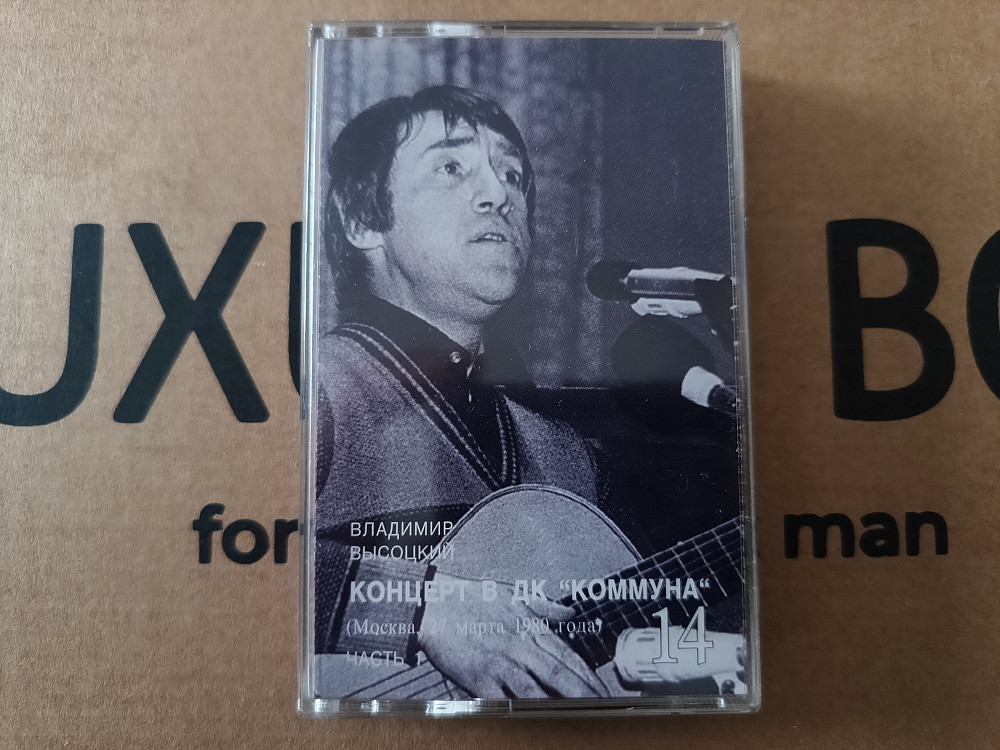 UXU BO
for man
ВЛАДИМИР
ВЫСОЦКИЙ
КОНЦЕРТ В ДК "КОММУНА"
(Москва, 27 марта 1980 года)
14
ЧАСТЬ 1